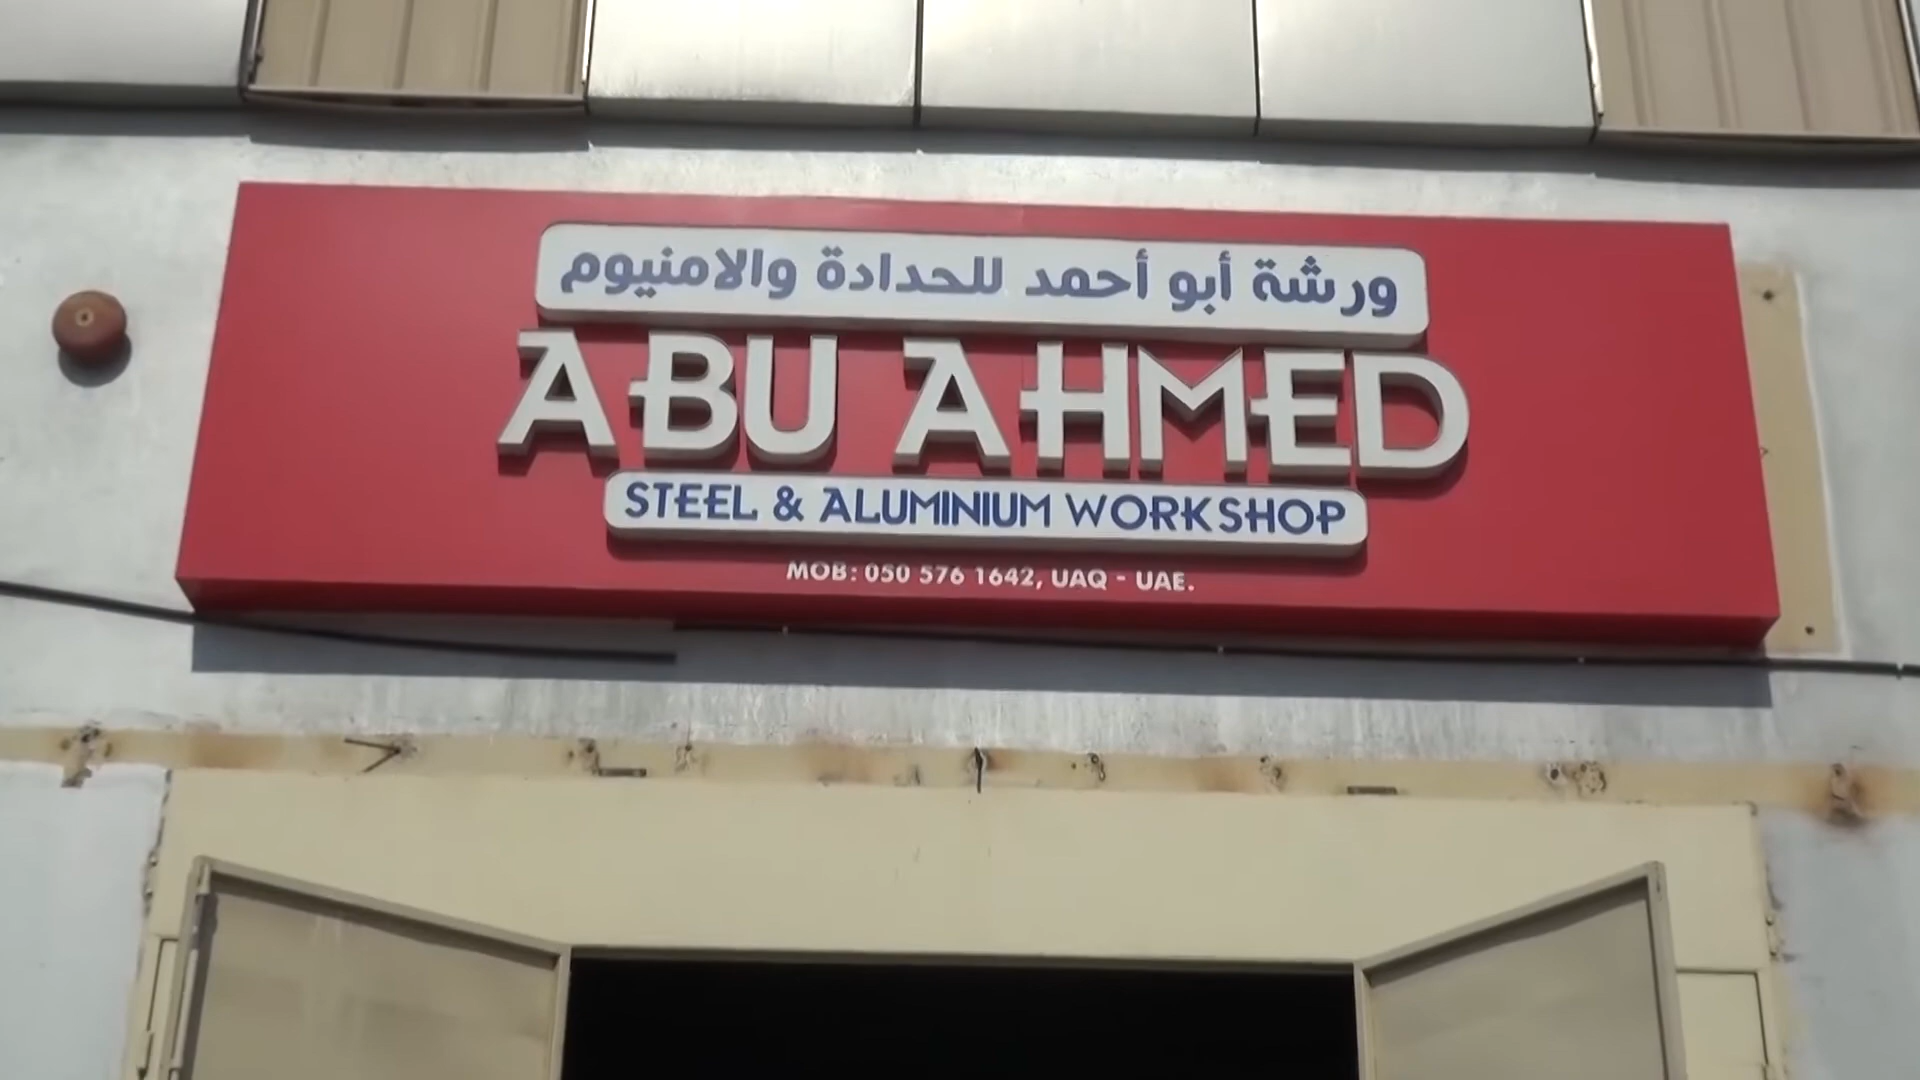 ورشة أبو أحمد للحدادة والامنيوم
ABU AHMED
STEEL & ALUMINIUM WORKSHOP
MOB: 050 576 1642, UAQ - UAE.